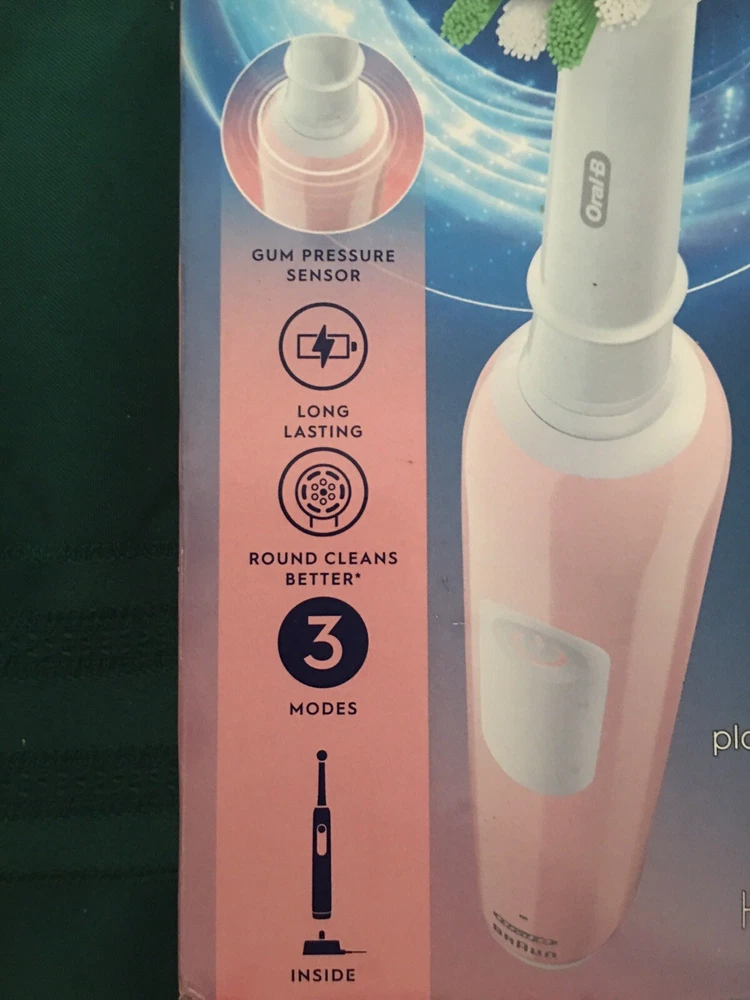 GUM PRESSURE
SENSOR
LONG
LASTING
ROUND CLEANS
BETTER*
3
MODES
INSIDE
Oral-B
BRAUN